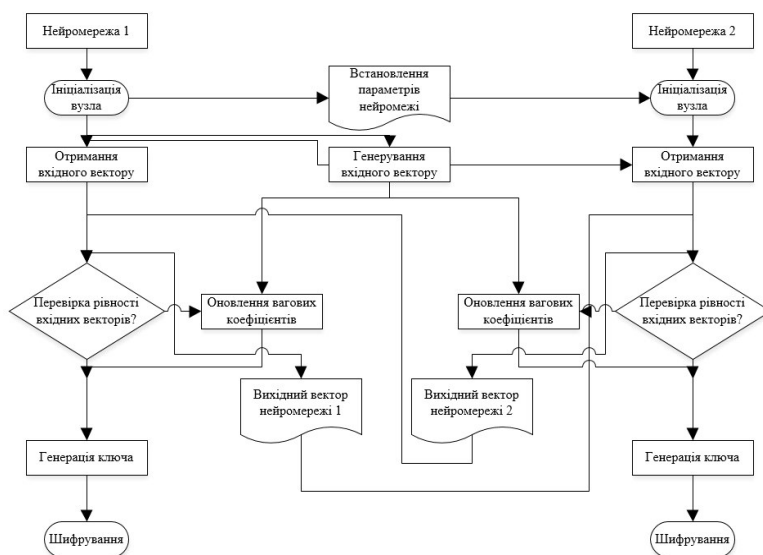 Нейромережа 1
Нейромережа 2
Ініціалізація
вузла
Встановлення
параметрів
нейромежі
Ініціалізація
вузла
Отримання
вхідного вектору
Генерування
вхідного вектору
Отримання
вхідного вектору
Перевірка рівності
вхідних векторів?
Оновлення вагових
коефіцієнтів
Оновлення вагових
коефіцієнтів
Перевірка рівності
вхідних векторів?
Вихідний вектор
нейромережі 1
Вихідний вектор
нейромережі 2
Генерація ключа
Генерація ключа
Шифрування
Шифрування